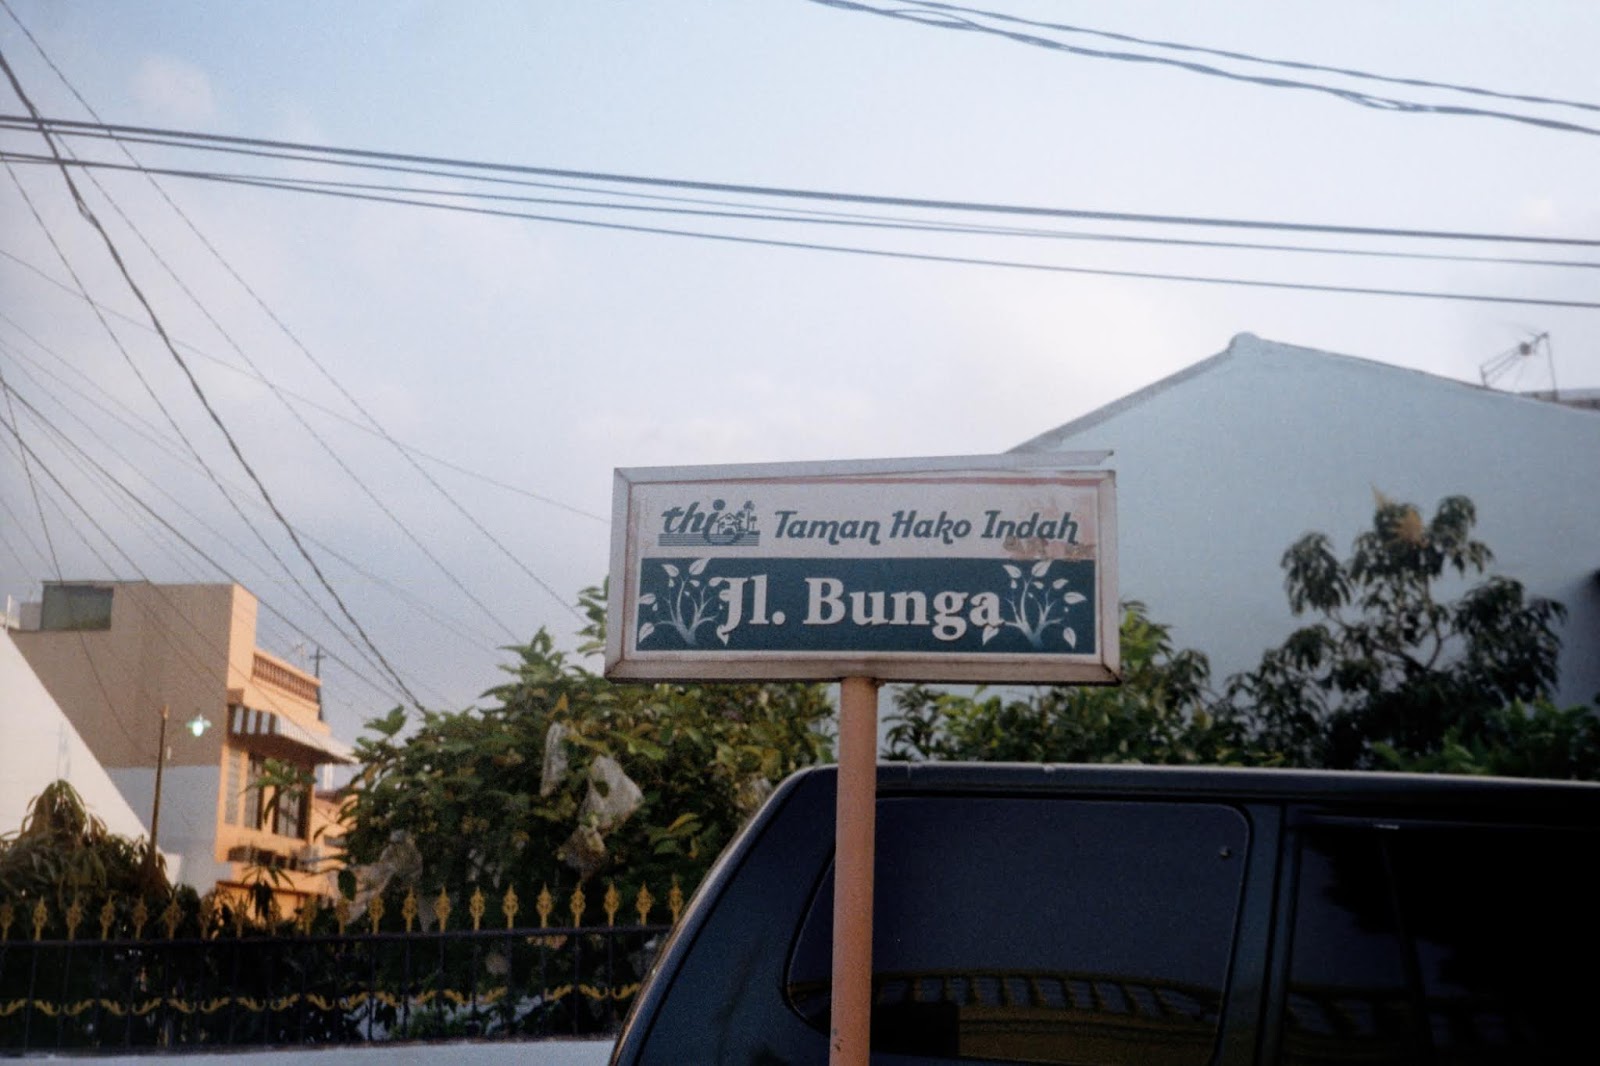 thi Taman Hako Indah
Jl. Bunga